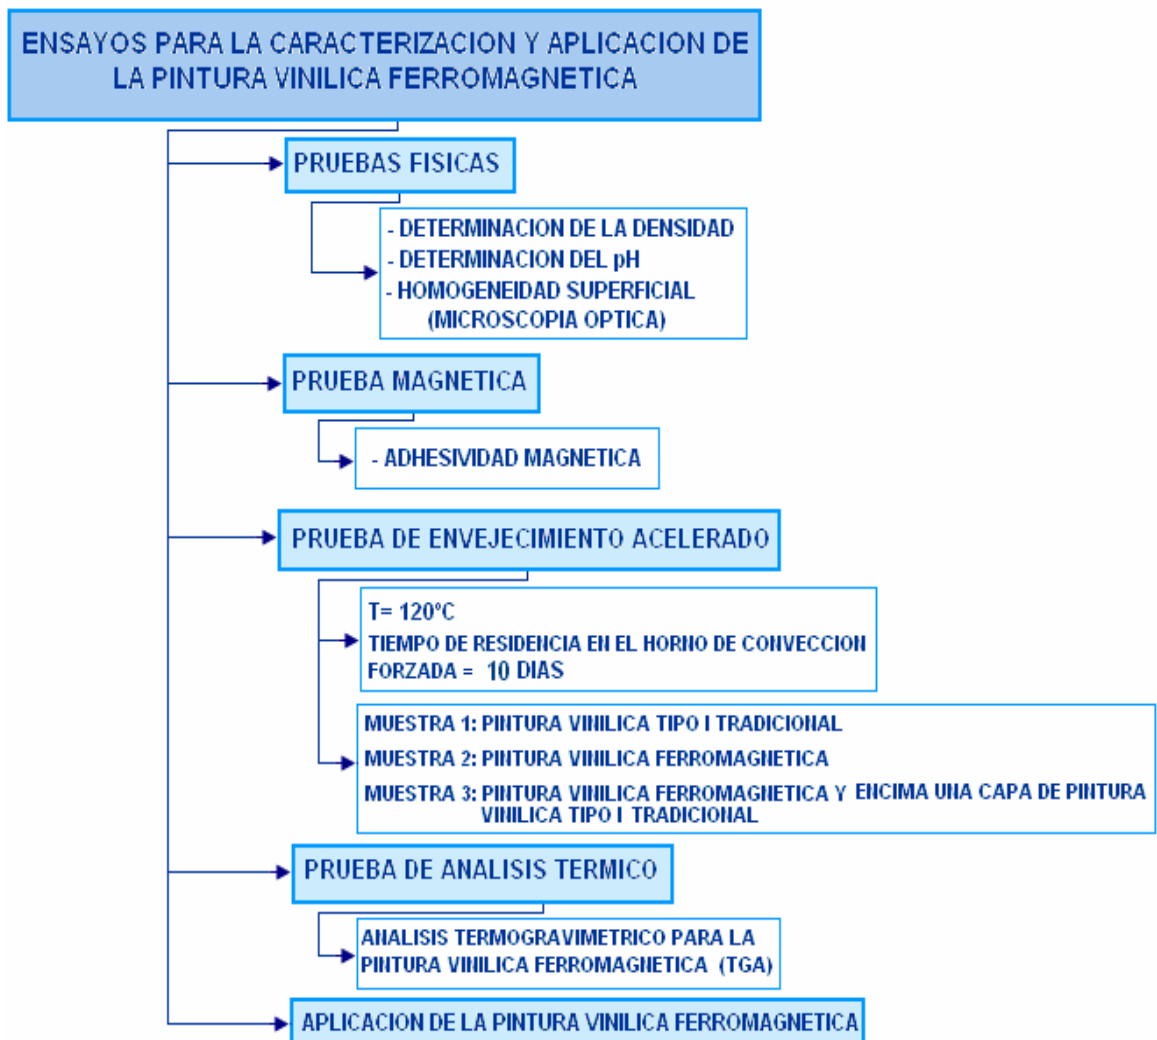 ENSAYOS PARA LA CARACTERIZACION Y APLICACION DE
LA PINTURA VINILICA FERROMAGNETICA
PRUEBAS FISICAS
- DETERMINACION DE LA DENSIDAD
- DETERMINACION DEL pH
- HOMOGENEIDAD SUPERFICIAL
(MICROSCOPIA OPTICA)
PRUEBA MAGNETICA
- ADHESIVIDAD MAGNETICA
PRUEBA DE ENVEJECIMIENTO ACELERADO
T= 120ºC
TIEMPO DE RESIDENCIA EN EL HORNO DE CONVECCION
FORZADA = 10 DIAS
MUESTRA 1: PINTURA VINILICA TIPO I TRADICIONAL
MUESTRA 2: PINTURA VINILICA FERROMAGNETICA
MUESTRA 3: PINTURA VINILICA FERROMAGNETICA Y ENCIMA UNA CAPA DE PINTURA
VINILICA TIPO I TRADICIONAL
PRUEBA DE ANALISIS TERMICO
ANALISIS TERMOGRAVIMETRICO PARA LA
PINTURA VINILICA FERROMAGNETICA (TGA)
APLICACION DE LA PINTURA VINILICA FERROMAGNETICA